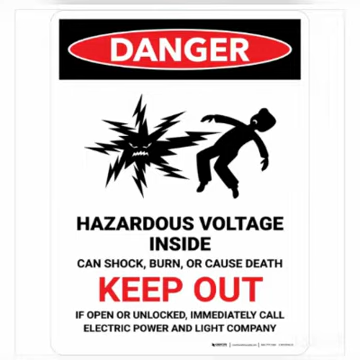 DANGER
HAZARDOUS VOLTAGE
INSIDE
CAN SHOCK, BURN, OR CAUSE DEATH
KEEP OUT
IF OPEN OR UNLOCKED, IMMEDIATELY CALL
ELECTRIC POWER AND LIGHT COMPANY